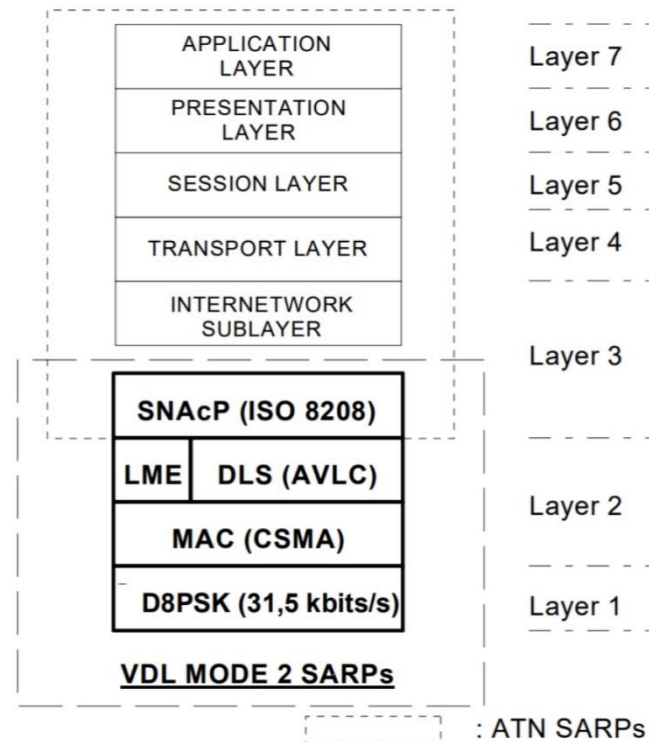 APPLICATION
LAYER
Layer 7
PRESENTATION
LAYER
Layer 6
SESSION LAYER
Layer 5
TRANSPORT LAYER
Layer 4
INTERNETWORK
SUBLAYER
Layer 3
SNAcP (ISO 8208)
LME
DLS (AVLC)
Layer 2
MAC (CSMA)
D8PSK (31,5 kbits/s)
Layer 1
VDL MODE 2 SARPs
: ATN SARPs